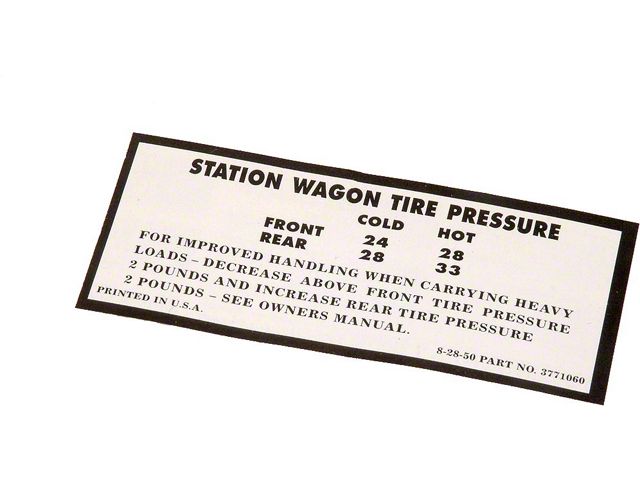 STATION WAGON TIRE PRESSURE
COLD HOT
FRONT 24 28
REAR 28 33
FOR IMPROVED HANDLING WHEN CARRYING HEAVY
LOADS – DECREASE ABOVE FRONT TIRE PRESSURE
2 POUNDS AND INCREASE REAR TIRE PRESSURE
2 POUNDS – SEE OWNERS MANUAL.
PRINTED IN U.S.A.
8-28-50 PART NO. 3771060